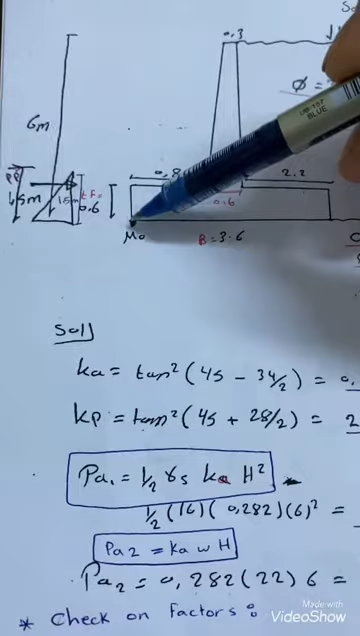 So
0.3
6m
φ =
0.8
2.2
PP
1.5m
1.5m
tf=
0.6
0.6
Mo
B = 3.6
Sol]
ka = tan² (45 - 34/2) = 0,
kp = tan² (45 + 28/2) = 2
Pa1 = 1/2 γs ka H²
1/2 (16) (0,282) (6)² =
Pa2 = ka w H
Pa2 = 0,282 (22) 6 =
* Check on factors :
Made with
VideoShow